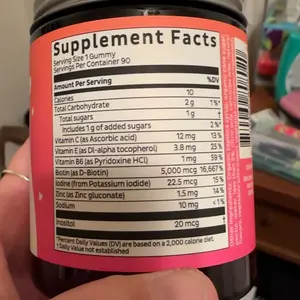 Supplement Facts
Serving Size 1 Gummy
Servings Per Container 90
Amount Per Serving %DV
Calories 10
Total Carbohydrate 2 g 1%*
Total sugars 1 g †
Includes 1 g of added sugars 2%*
Vitamin C (as Ascorbic acid) 12 mg 13%
Vitamin E (as Dl-alpha tocopherol) 3.8 mg 25%
Vitamin B6 (as Pyridoxine HCl) 1 mg 59%
Biotin (as D-Biotin) 5,000 mcg 16,667%
Iodine (from Potassium iodide) 22.5 mcg 15%
Zinc (as Zinc gluconate) 1.5 mg 14%
Sodium 10 mg <1%
Inositol 20 mcg †
*Percent Daily Values (DV) are based on a 2,000 calorie diet.
† Daily Value not established